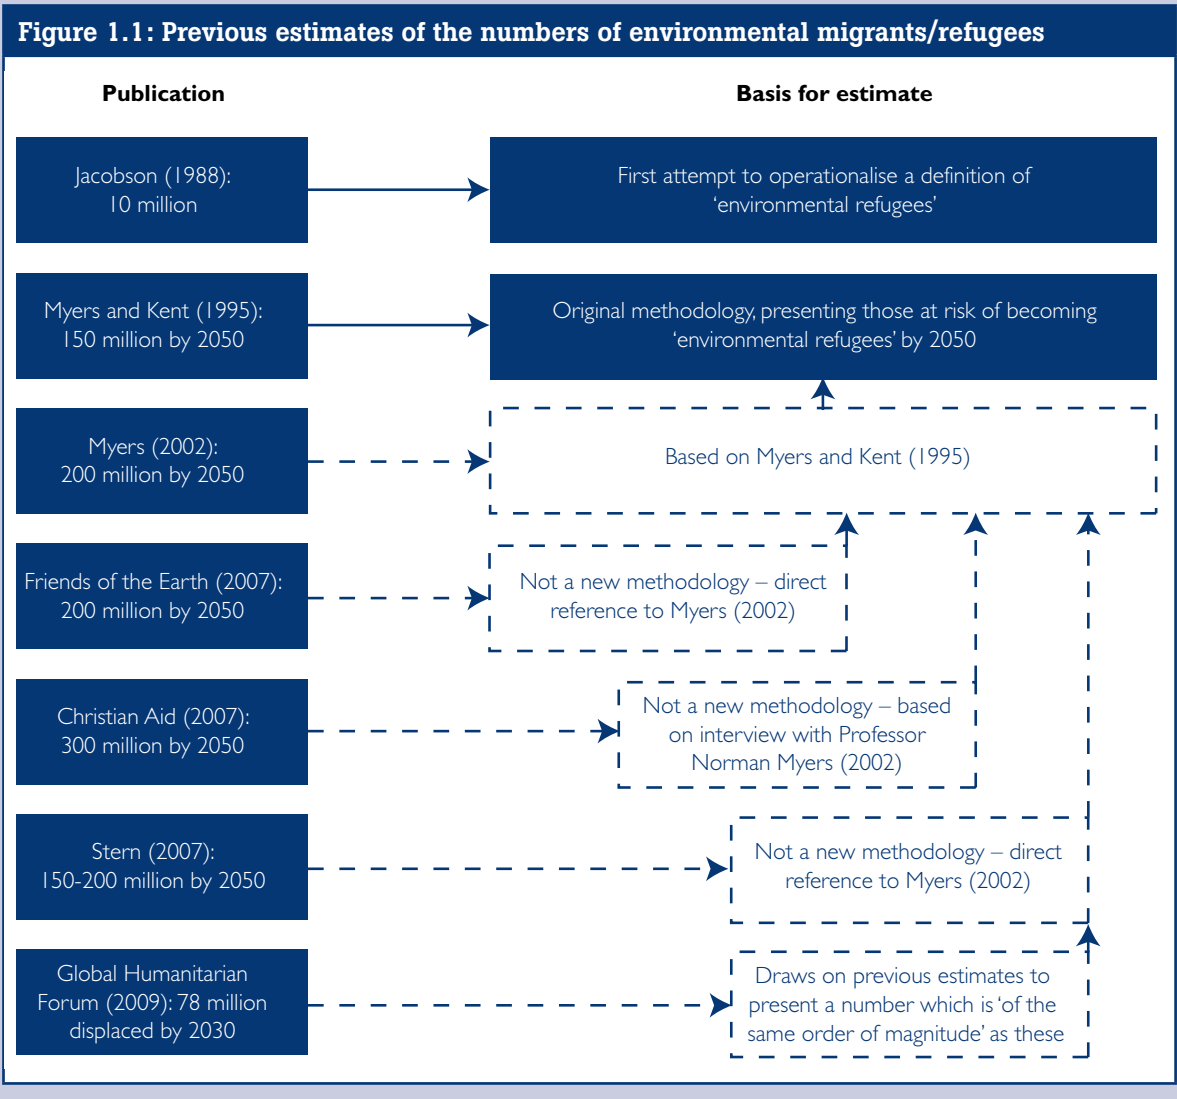 Figure 1.1: Previous estimates of the numbers of environmental migrants/refugees
Publication
Basis for estimate
Jacobson (1988):
10 million
First attempt to operationalise a definition of
‘environmental refugees’
Myers and Kent (1995):
150 million by 2050
Original methodology, presenting those at risk of becoming
‘environmental refugees’ by 2050
Myers (2002):
200 million by 2050
Based on Myers and Kent (1995)
Friends of the Earth (2007):
200 million by 2050
Not a new methodology – direct
reference to Myers (2002)
Christian Aid (2007):
300 million by 2050
Not a new methodology – based
on interview with Professor
Norman Myers (2002)
Stern (2007):
150-200 million by 2050
Not a new methodology – direct
reference to Myers (2002)
Global Humanitarian
Forum (2009): 78 million
displaced by 2030
Draws on previous estimates to
present a number which is ‘of the
same order of magnitude’ as these